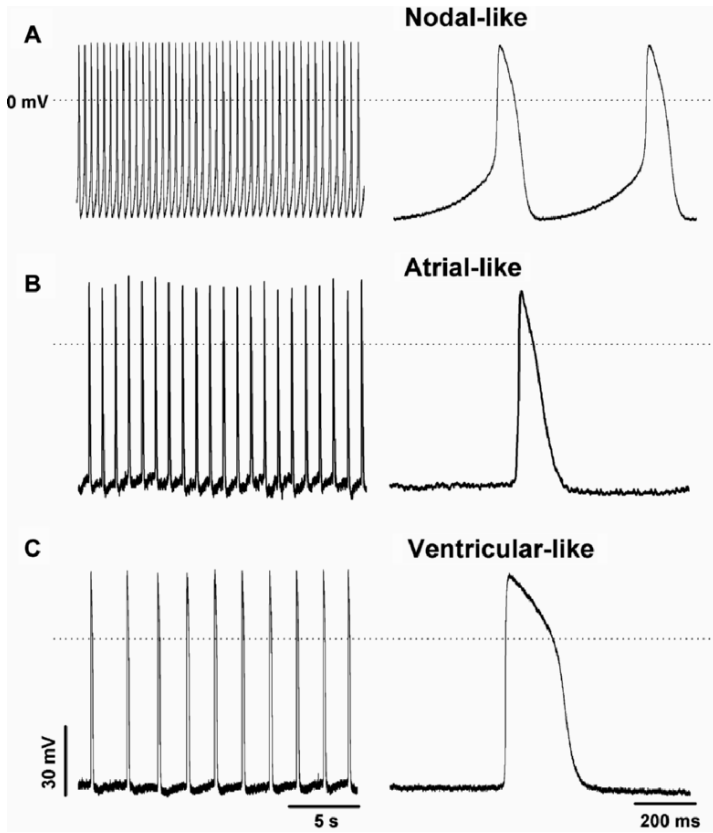 A
Nodal-like
0 mV
B
Atrial-like
C
Ventricular-like
30 mV
5 s
200 ms